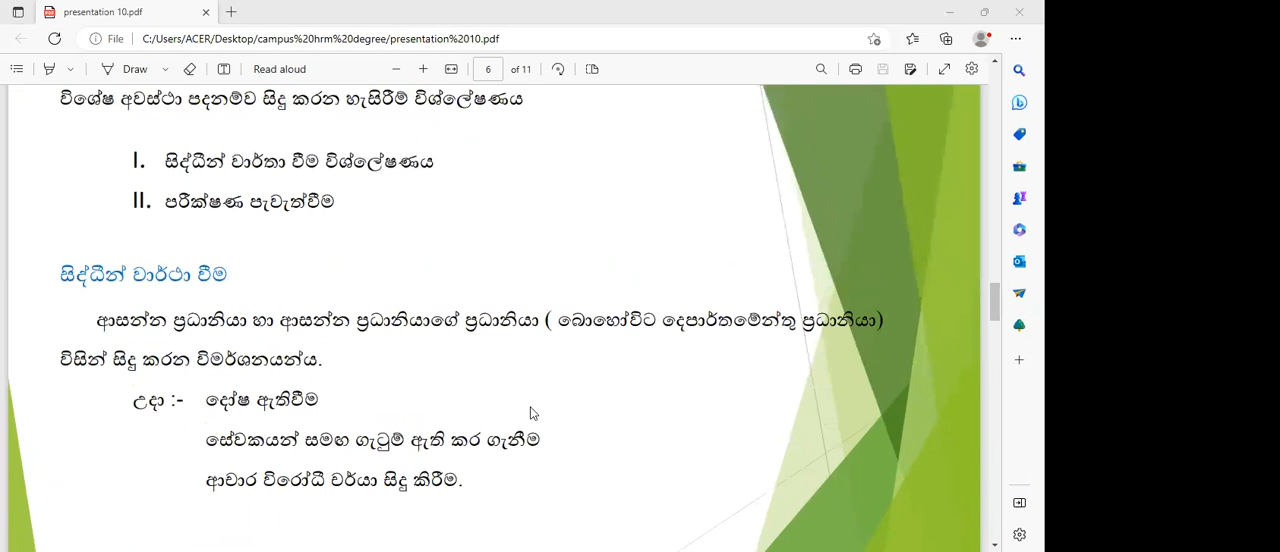 presentation 10.pdf
File
C:/Users/ACER/Desktop/campus%20hrm%20degree/presentation%2010.pdf
Draw
Read aloud
6
of 11
විශේෂ අවස්ථා පදනම්ව සිදු කරන හැසිරීම් විශ්ලේෂණය
I. සිද්ධීන් වාර්තා වීම විශ්ලේෂණය
II. පරීක්ෂණ පැවැත්වීම
සිද්ධීන් වාර්ථා වීම
ආසන්න ප්‍රධානියා හා ආසන්න ප්‍රධානියාගේ ප්‍රධානියා ( බොහෝවිට දෙපාර්තමේන්තු ප්‍රධානියා)
විසින් සිදු කරන විමර්ශනයන්ය.
උදා :- දෝෂ ඇතිවීම
සේවකයන් සමඟ ගැටුම් ඇති කර ගැනීම
ආචාර විරෝධී චර්යා සිදු කිරීම.